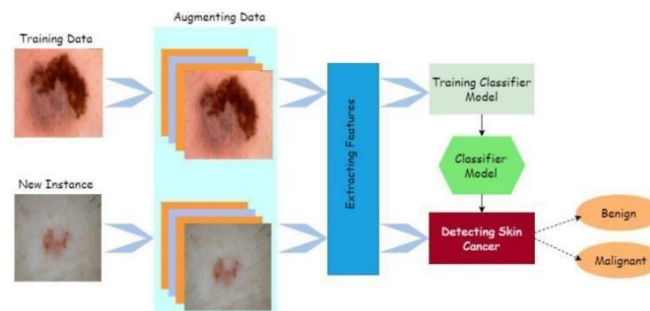 Augmenting Data
Training Data
Extracting Features
Training Classifier
Model
Classifier
Model
New Instance
Detecting Skin
Cancer
Benign
Malignant